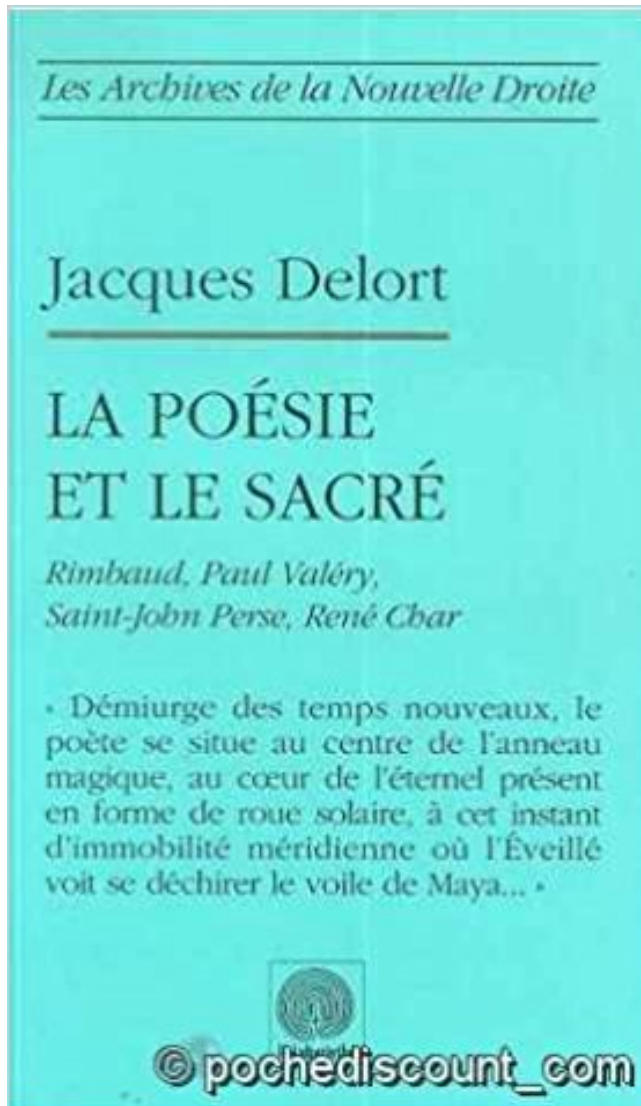 Les Archives de la Nouvelle Droite
Jacques Delort
LA POÉSIE
ET LE SACRÉ
Rimbaud, Paul Valéry,
Saint-John Perse, René Char
« Démiurge des temps nouveaux, le
poète se situe au centre de l'anneau
magique, au cœur de l'éternel présent
en forme de roue solaire, à cet instant
d'immobilité méridienne où l'Éveillé
voit se déchirer le voile de Maya... »
© pochediscount_com